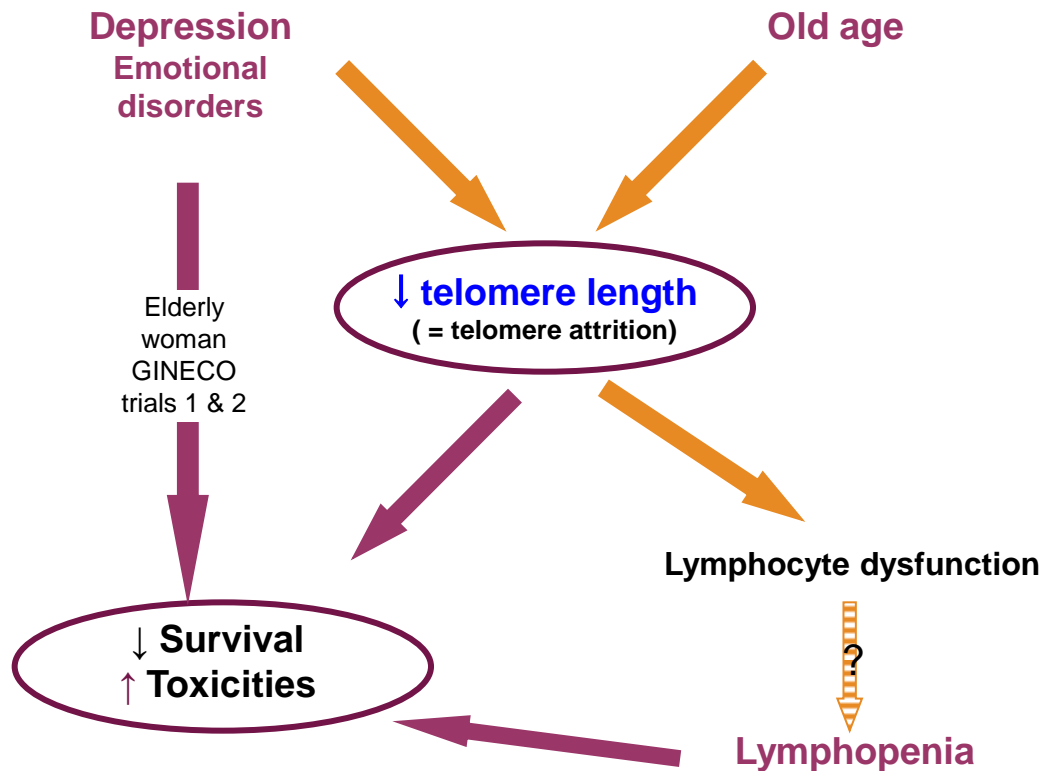 Depression
Emotional
disorders
Old age
↓ telomere length
( = telomere attrition)
Elderly
woman
GINECO
trials 1 & 2
Lymphocyte dysfunction
?
↓ Survival
↑ Toxicities
Lymphopenia